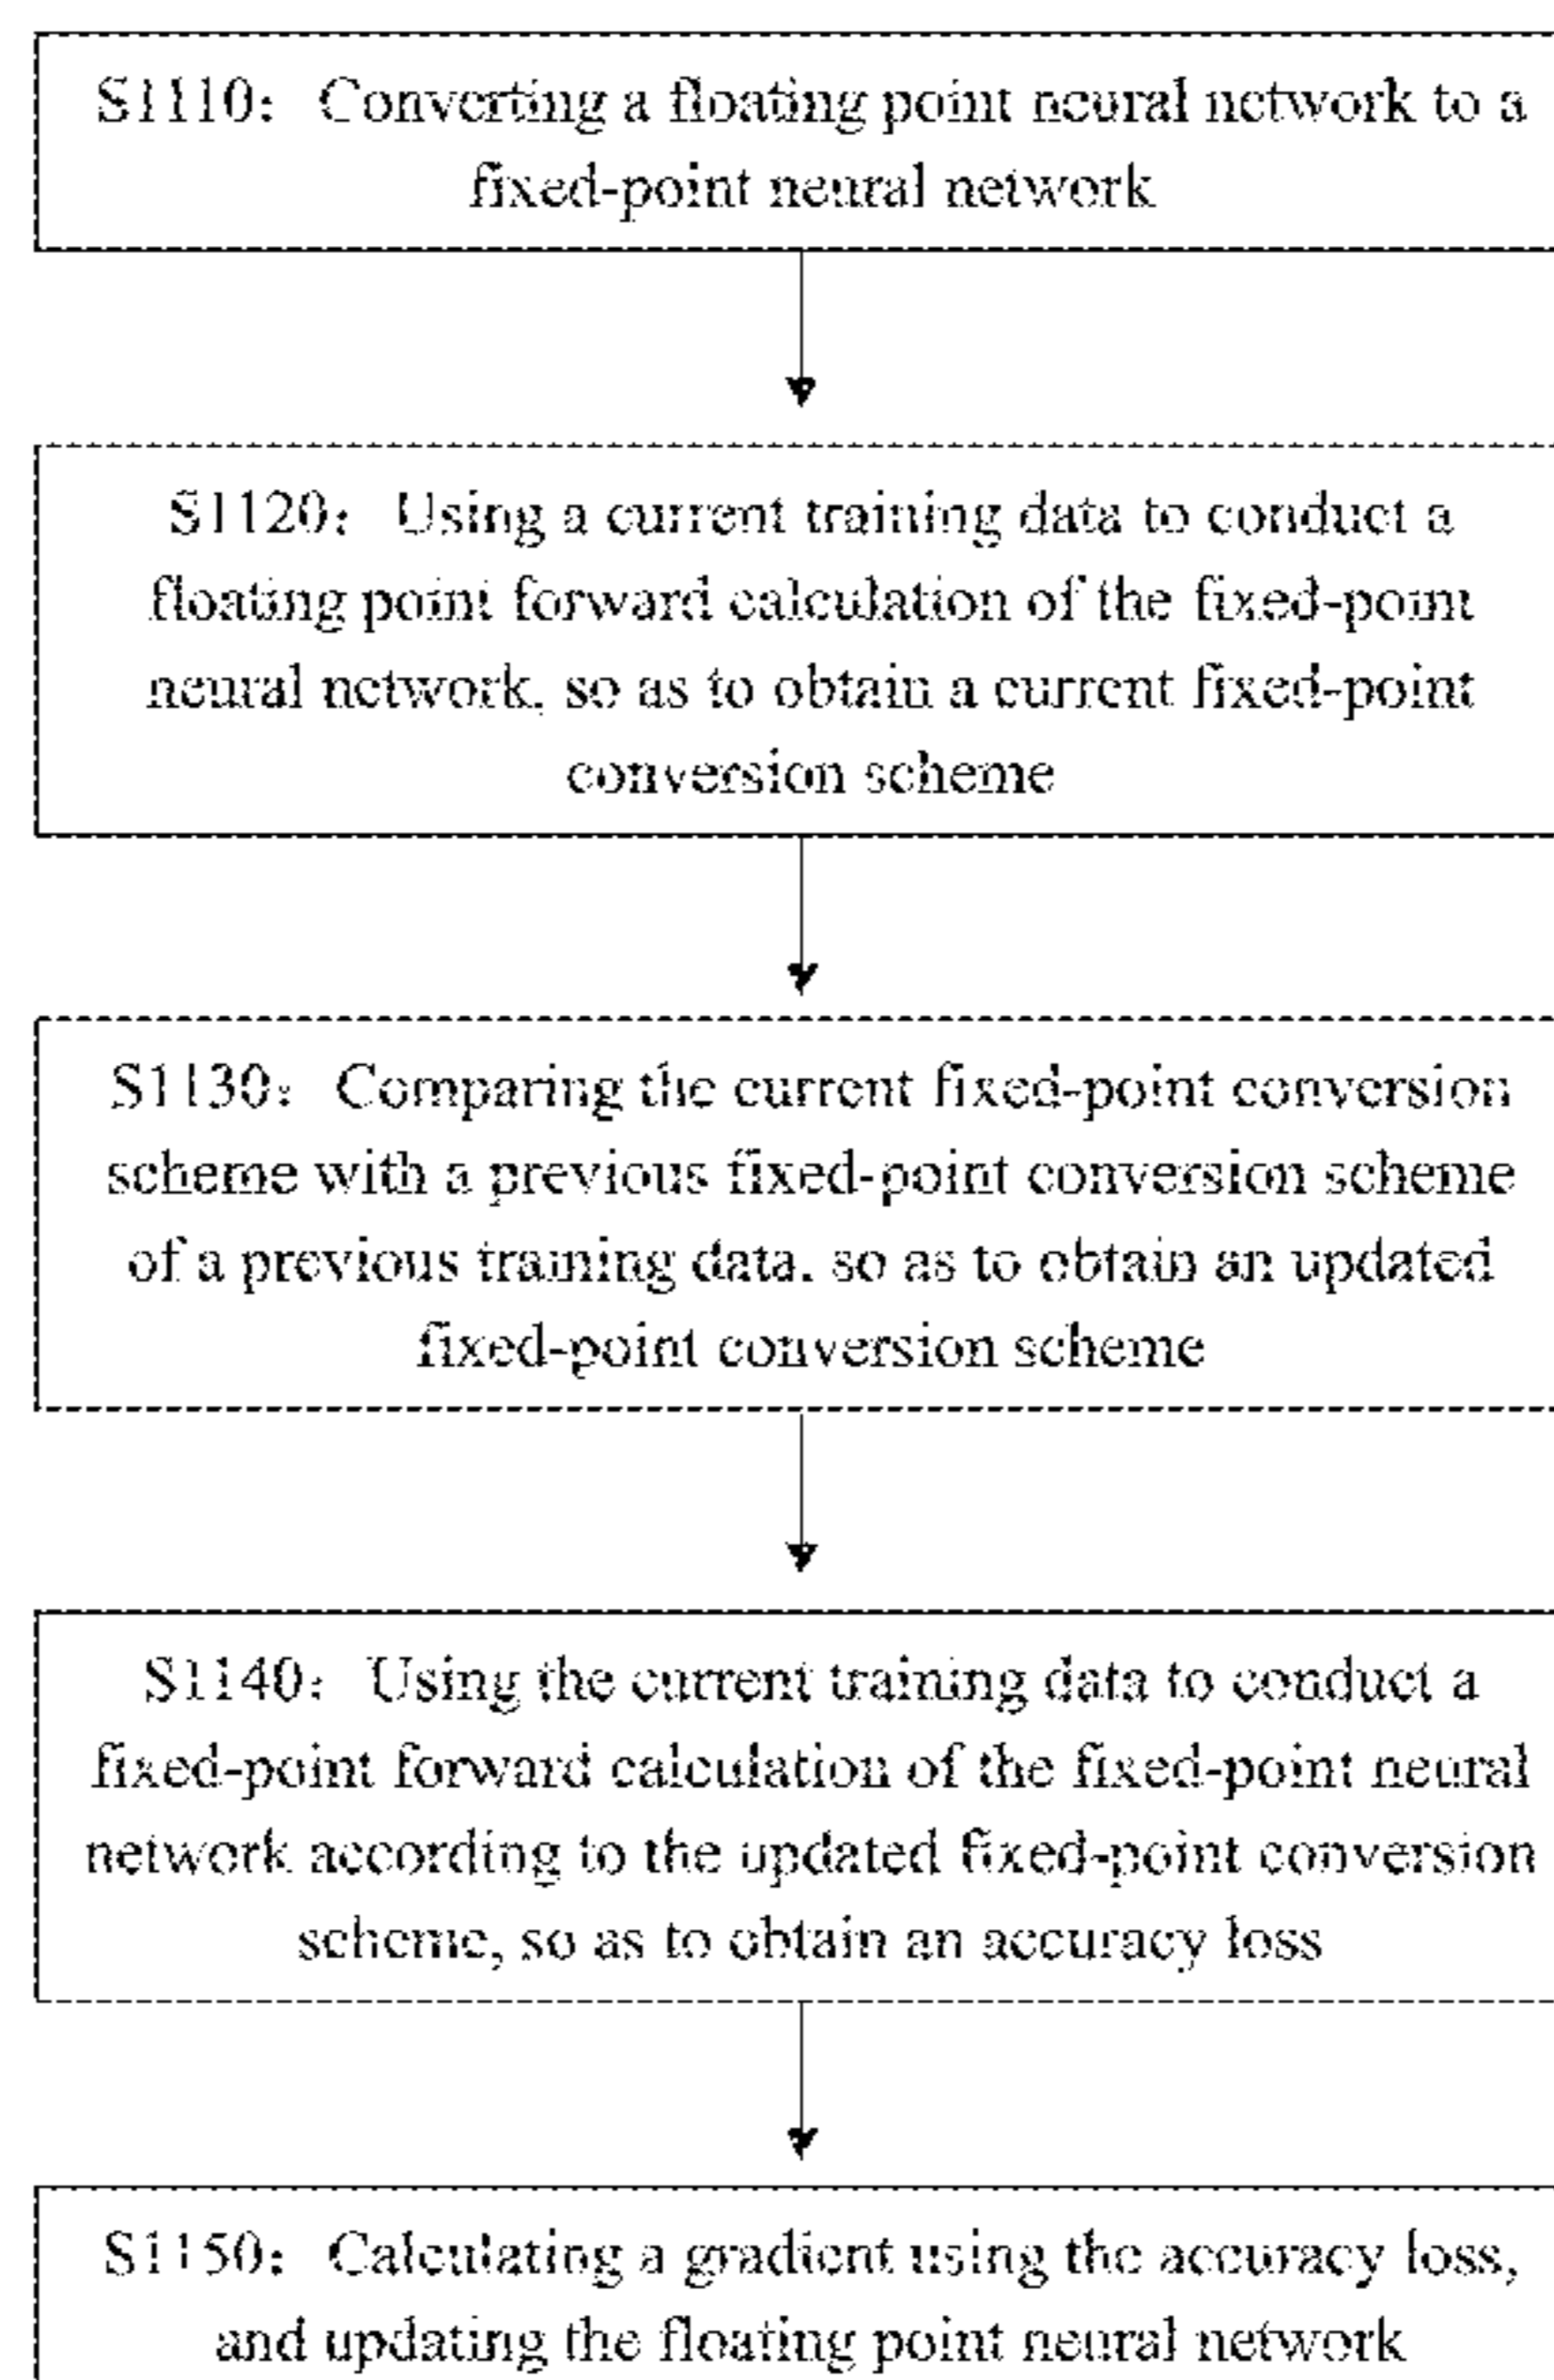 S1110： Converting a floating point neural network to a
fixed-point neural network
S1120： Using a current training data to conduct a
floating point forward calculation of the fixed-point
neural network, so as to obtain a current fixed-point
conversion scheme
S1130： Comparing the current fixed-point conversion
scheme with a previous fixed-point conversion scheme
of a previous training data, so as to obtain an updated
fixed-point conversion scheme
S1140： Using the current training data to conduct a
fixed-point forward calculation of the fixed-point neural
network according to the updated fixed-point conversion
scheme, so as to obtain an accuracy loss
S1150： Calculating a gradient using the accuracy loss,
and updating the floating point neural network